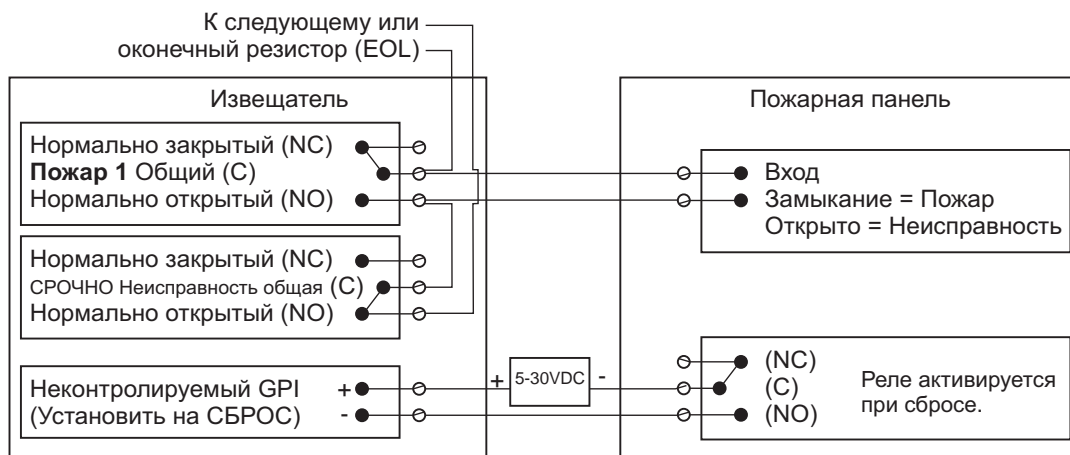 К следующему или
оконечный резистор (EOL)
Извещатель
Нормально закрытый (NC)
Пожар 1 Общий (C)
Нормально открытый (NO)
Нормально закрытый (NC)
СРОЧНО Неисправность общая (C)
Нормально открытый (NO)
Неконтролируемый GPI +
(Установить на СБРОС) -
+ 5-30VDC -
Пожарная панель
Вход
Замыкание = Пожар
Открыто = Неисправность
(NC)
(C)
(NO)
Реле активируется
при сбросе.